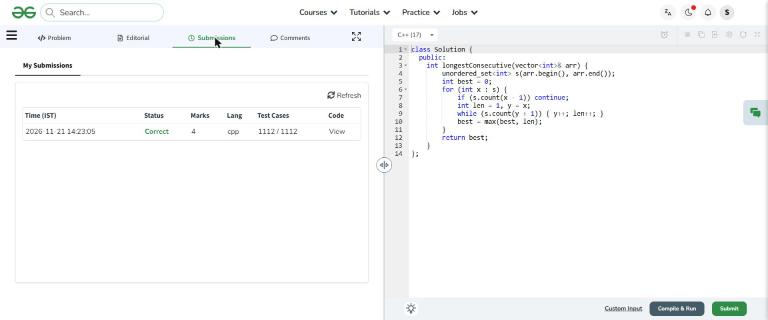 Search...
Courses
Tutorials
Practice
Jobs
S
</> Problem
Editorial
Submissions
Comments
C++ (17)
My Submissions
Refresh
Time (IST) Status Marks Lang Test Cases Code
2026-11-21 14:23:05 Correct 4 cpp 1112 / 1112 View
1 class Solution {
2 public:
3 int longestConsecutive(vector<int>& arr) {
4 unordered_set<int> s(arr.begin(), arr.end());
5 int best = 0;
6 for (int x : s) {
7 if (s.count(x - 1)) continue;
8 int len = 1, y = x;
9 while (s.count(y + 1)) { y++; len++; }
10 best = max(best, len);
11 }
12 return best;
13 }
14 };
Custom Input
Compile & Run
Submit